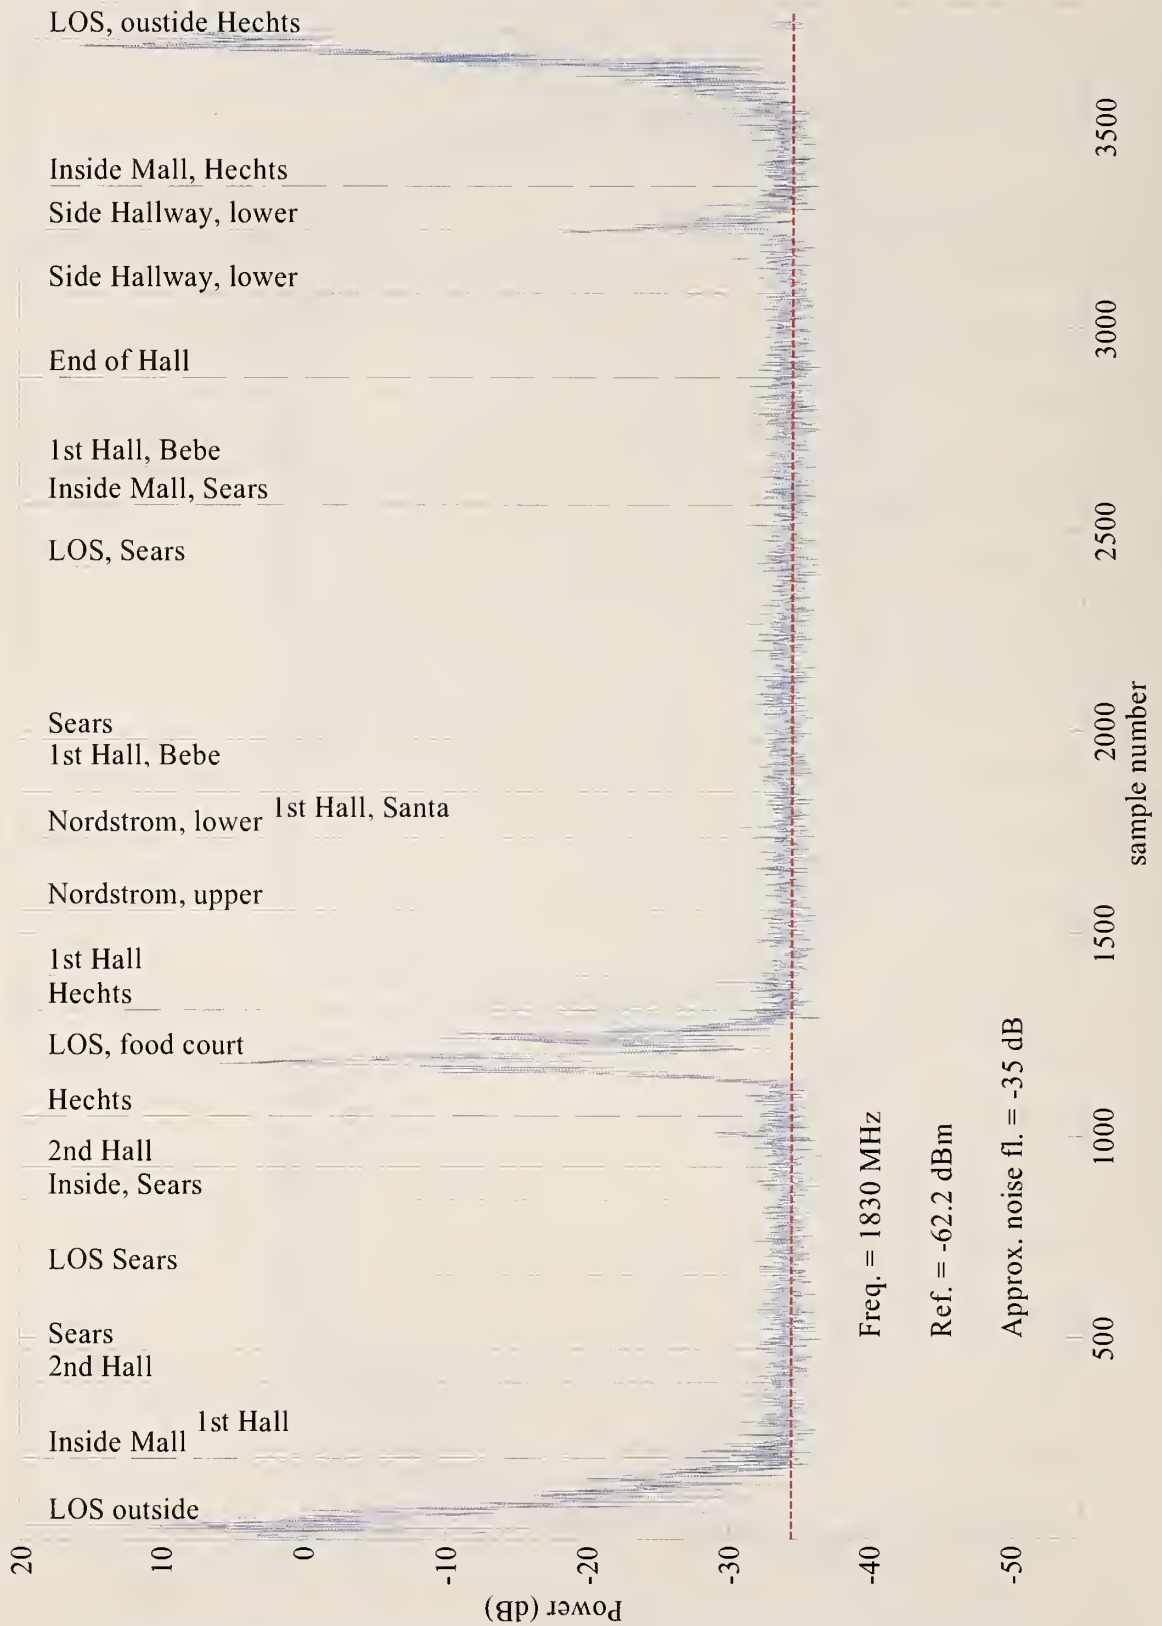 LOS, oustide Hechts
Inside Mall, Hechts
Side Hallway, lower
Side Hallway, lower
End of Hall
1st Hall, Bebe
Inside Mall, Sears
LOS, Sears
Sears
1st Hall, Bebe
1st Hall, Santa
Nordstrom, lower
Nordstrom, upper
1st Hall
Hechts
LOS, food court
Hechts
2nd Hall
Inside, Sears
LOS Sears
Sears
2nd Hall
1st Hall
Inside Mall
LOS outside
20
10
0
-10
-20
-30
-40
-50
Power (dB)
Freq. = 1830 MHz
Ref. = -62.2 dBm
Approx. noise fl. = -35 dB
500
1000
1500
2000
2500
3000
3500
sample number